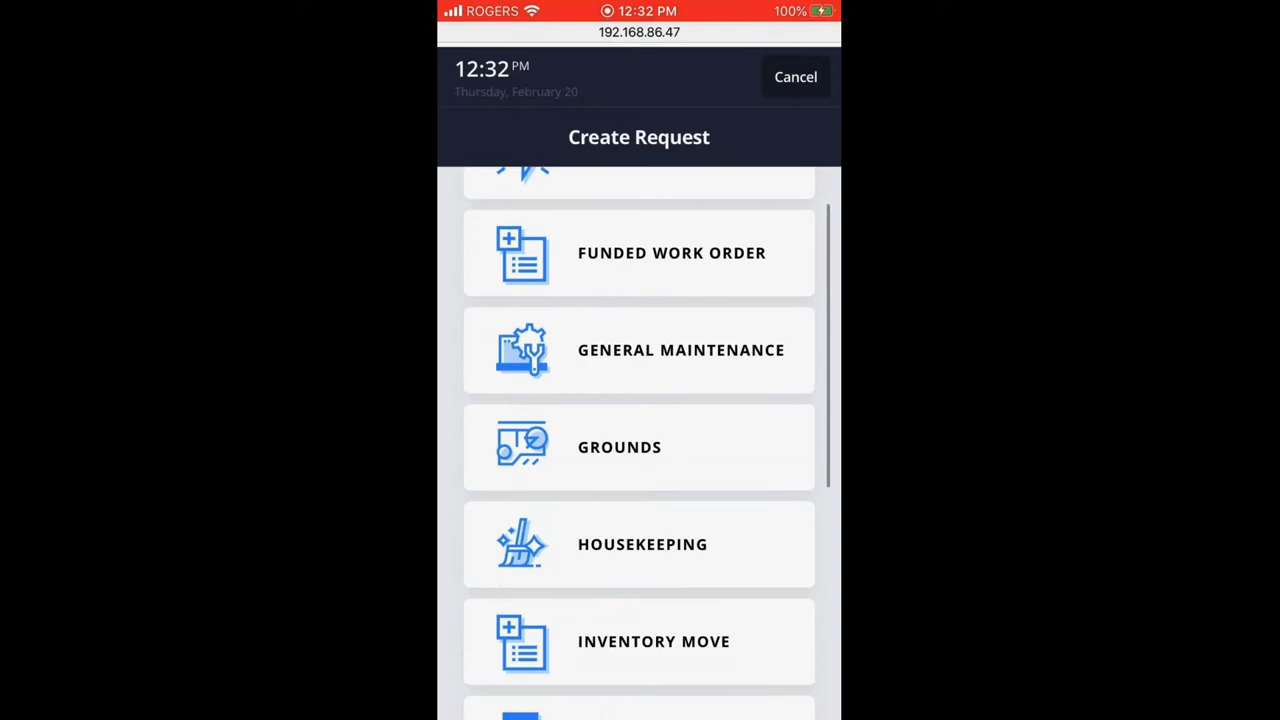 ROGERS 12:32 PM 100%
192.168.86.47
12:32 PM
Cancel
Thursday, February 20
Create Request
FUNDED WORK ORDER
GENERAL MAINTENANCE
GROUNDS
HOUSEKEEPING
INVENTORY MOVE